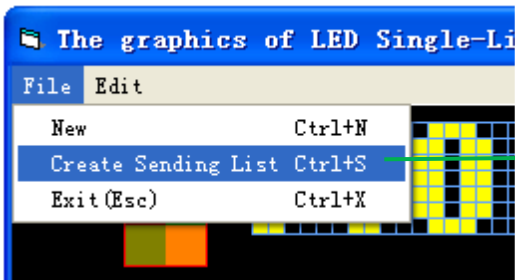 The graphics of LED Single-Li
File Edit
New Ctrl+N
Create Sending List Ctrl+S
Exit(Esc) Ctrl+X